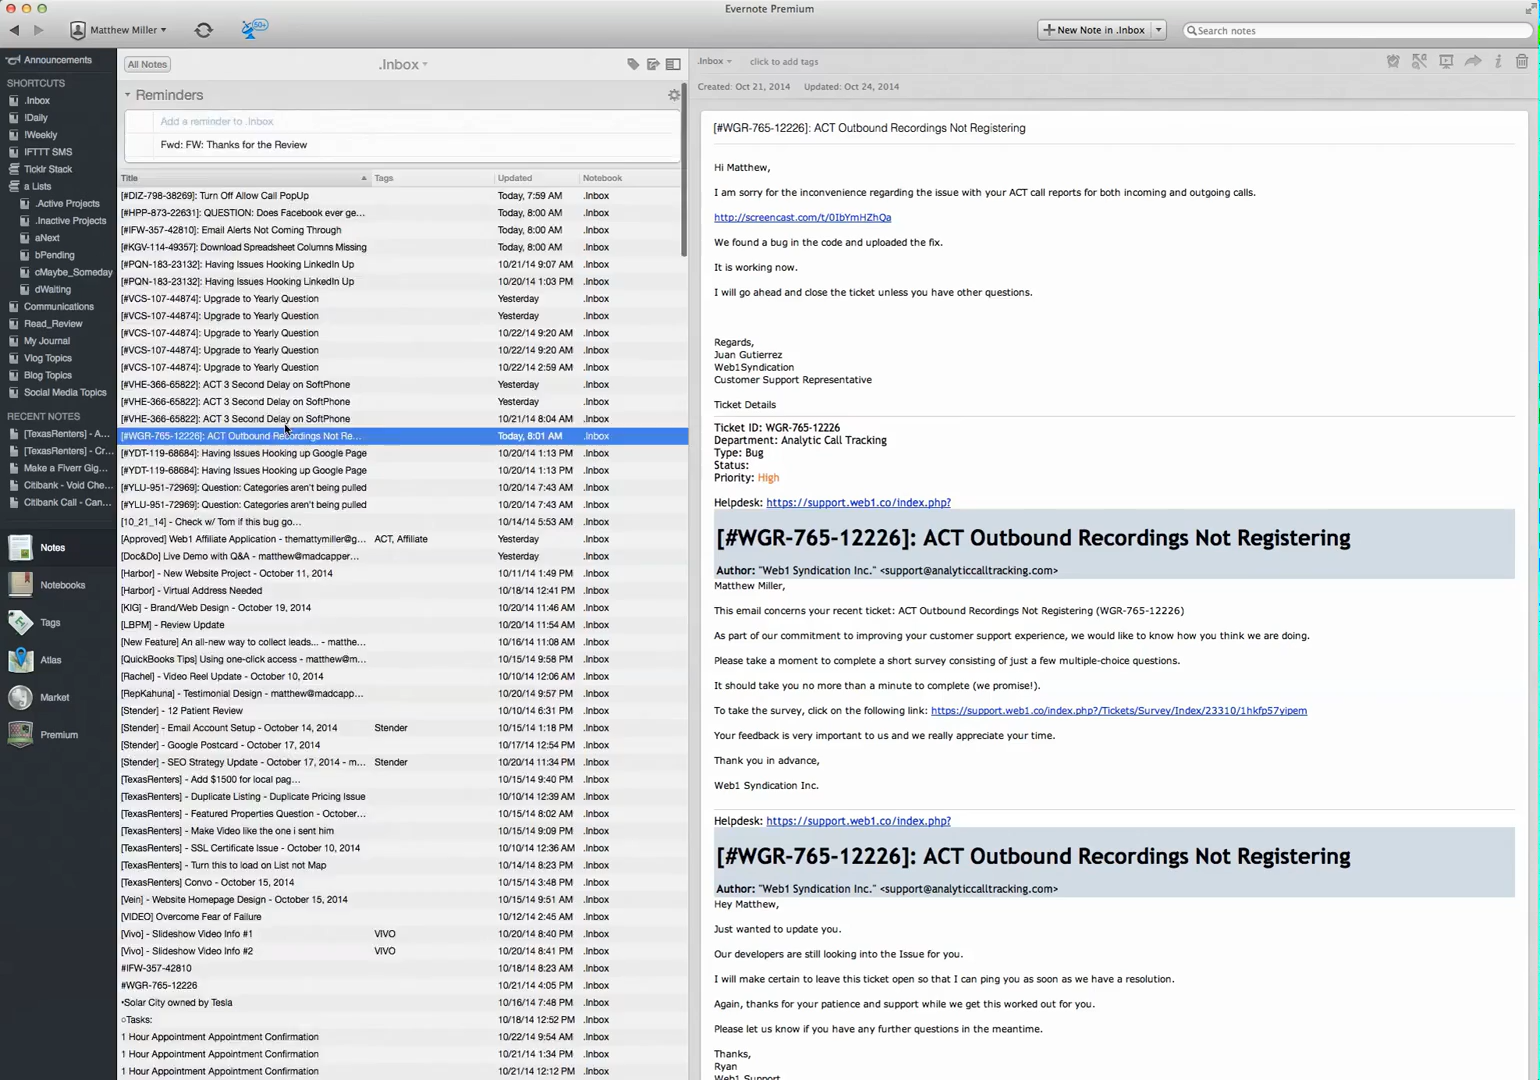 Evernote Premium
Matthew Miller
50+
New Note in .Inbox
Search notes
Announcements
SHORTCUTS
.Inbox
!Daily
!Weekly
IFTTT SMS
Ticklr Stack
a Lists
.Active Projects
.Inactive Projects
aNext
bPending
cMaybe_Someday
dWaiting
Communications
Read_Review
My Journal
Vlog Topics
Blog Topics
Social Media Topics
RECENT NOTES
[TexasRenters] - A...
[TexasRenters] - Cr...
Make a Fiverr Gig...
Citibank - Void Che...
Citibank Call - Can...
Notes
Notebooks
Tags
Atlas
Market
Premium
All Notes
.Inbox
Reminders
Add a reminder to .Inbox
Fwd: FW: Thanks for the Review
Title Tags Updated Notebook
[#DIZ-798-38269]: Turn Off Allow Call PopUp Today, 7:59 AM .Inbox
[#HPP-873-22631]: QUESTION: Does Facebook ever ge... Today, 8:00 AM .Inbox
[#IFW-357-42810]: Email Alerts Not Coming Through Today, 8:00 AM .Inbox
[#KGV-114-49357]: Download Spreadsheet Columns Missing Today, 8:00 AM .Inbox
[#PQN-183-23132]: Having Issues Hooking LinkedIn Up 10/21/14 9:07 AM .Inbox
[#PQN-183-23132]: Having Issues Hooking LinkedIn Up 10/20/14 1:03 PM .Inbox
[#VCS-107-44874]: Upgrade to Yearly Question Yesterday .Inbox
[#VCS-107-44874]: Upgrade to Yearly Question Yesterday .Inbox
[#VCS-107-44874]: Upgrade to Yearly Question 10/22/14 9:20 AM .Inbox
[#VCS-107-44874]: Upgrade to Yearly Question 10/22/14 9:20 AM .Inbox
[#VCS-107-44874]: Upgrade to Yearly Question 10/22/14 2:59 AM .Inbox
[#VHE-366-65822]: ACT 3 Second Delay on SoftPhone Yesterday .Inbox
[#VHE-366-65822]: ACT 3 Second Delay on SoftPhone Yesterday .Inbox
[#VHE-366-65822]: ACT 3 Second Delay on SoftPhone 10/21/14 8:04 AM .Inbox
[#WGR-765-12226]: ACT Outbound Recordings Not Re... Today, 8:01 AM .Inbox
[#YDT-119-68684]: Having Issues Hooking up Google Page 10/20/14 1:13 PM .Inbox
[#YDT-119-68684]: Having Issues Hooking up Google Page 10/20/14 1:13 PM .Inbox
[#YLU-951-72969]: Question: Categories aren't being pulled 10/20/14 7:43 AM .Inbox
[#YLU-951-72969]: Question: Categories aren't being pulled 10/20/14 7:43 AM .Inbox
[10_21_14] - Check w/ Tom if this bug go... 10/14/14 5:53 AM .Inbox
[Approved] Web1 Affiliate Application - themattymiller@g... ACT, Affiliate Yesterday .Inbox
[Doc&Do] Live Demo with Q&A - matthew@madcapper... Yesterday .Inbox
[Harbor] - New Website Project - October 11, 2014 10/11/14 1:49 PM .Inbox
[Harbor] - Virtual Address Needed 10/18/14 12:41 PM .Inbox
[KIG] - Brand/Web Design - October 19, 2014 10/20/14 11:46 AM .Inbox
[LBPM] - Review Update 10/20/14 11:54 AM .Inbox
[New Feature] An all-new way to collect leads... - matthe... 10/16/14 11:08 AM .Inbox
[QuickBooks Tips] Using one-click access - matthew@m... 10/15/14 9:58 PM .Inbox
[Rachel] - Video Reel Update - October 10, 2014 10/10/14 12:06 AM .Inbox
[RepKahuna] - Testimonial Design - matthew@madcapp... 10/20/14 9:57 PM .Inbox
[Stender] - 12 Patient Review 10/10/14 6:31 PM .Inbox
[Stender] - Email Account Setup - October 14, 2014 Stender 10/15/14 1:18 PM .Inbox
[Stender] - Google Postcard - October 17, 2014 10/17/14 12:54 PM .Inbox
[Stender] - SEO Strategy Update - October 17, 2014 - m... Stender 10/20/14 11:34 PM .Inbox
[TexasRenters] - Add $1500 for local pag... 10/15/14 9:40 PM .Inbox
[TexasRenters] - Duplicate Listing - Duplicate Pricing Issue 10/10/14 12:39 AM .Inbox
[TexasRenters] - Featured Properties Question - October... 10/15/14 8:02 AM .Inbox
[TexasRenters] - Make Video like the one i sent him 10/15/14 9:09 PM .Inbox
[TexasRenters] - SSL Certificate Issue - October 10, 2014 10/10/14 12:36 AM .Inbox
[TexasRenters] - Turn this to load on List not Map 10/14/14 8:23 PM .Inbox
[TexasRenters] Convo - October 15, 2014 10/15/14 3:48 PM .Inbox
[Vein] - Website Homepage Design - October 15, 2014 10/15/14 9:51 AM .Inbox
[VIDEO] Overcome Fear of Failure 10/12/14 2:45 AM .Inbox
[Vivo] - Slideshow Video Info #1 VIVO 10/20/14 8:40 PM .Inbox
[Vivo] - Slideshow Video Info #2 VIVO 10/20/14 8:41 PM .Inbox
#IFW-357-42810 10/18/14 8:23 AM .Inbox
#WGR-765-12226 10/21/14 4:05 PM .Inbox
•Solar City owned by Tesla 10/16/14 7:48 PM .Inbox
○Tasks: 10/18/14 12:52 PM .Inbox
1 Hour Appointment Appointment Confirmation 10/22/14 9:54 AM .Inbox
1 Hour Appointment Appointment Confirmation 10/21/14 1:34 PM .Inbox
1 Hour Appointment Appointment Confirmation 10/21/14 12:12 PM .Inbox
.Inbox click to add tags
Created: Oct 21, 2014 Updated: Oct 24, 2014
[#WGR-765-12226]: ACT Outbound Recordings Not Registering
Hi Matthew,
I am sorry for the inconvenience regarding the issue with your ACT call reports for both incoming and outgoing calls.
http://screencast.com/t/0IbYmHZhQa
We found a bug in the code and uploaded the fix.
It is working now.
I will go ahead and close the ticket unless you have other questions.
Regards,
Juan Gutierrez
Web1Syndication
Customer Support Representative
Ticket Details
Ticket ID: WGR-765-12226
Department: Analytic Call Tracking
Type: Bug
Status:
Priority: High
Helpdesk: https://support.web1.co/index.php?
[#WGR-765-12226]: ACT Outbound Recordings Not Registering
Author: "Web1 Syndication Inc." <support@analyticcalltracking.com>
Matthew Miller,
This email concerns your recent ticket: ACT Outbound Recordings Not Registering (WGR-765-12226)
As part of our commitment to improving your customer support experience, we would like to know how you think we are doing.
Please take a moment to complete a short survey consisting of just a few multiple-choice questions.
It should take you no more than a minute to complete (we promise!).
To take the survey, click on the following link: https://support.web1.co/index.php?/Tickets/Survey/Index/23310/1hkfp57yipem
Your feedback is very important to us and we really appreciate your time.
Thank you in advance,
Web1 Syndication Inc.
Helpdesk: https://support.web1.co/index.php?
[#WGR-765-12226]: ACT Outbound Recordings Not Registering
Author: "Web1 Syndication Inc." <support@analyticcalltracking.com>
Hey Matthew,
Just wanted to update you.
Our developers are still looking into the Issue for you.
I will make certain to leave this ticket open so that I can ping you as soon as we have a resolution.
Again, thanks for your patience and support while we get this worked out for you.
Please let us know if you have any further questions in the meantime.
Thanks,
Ryan
Web1 Support